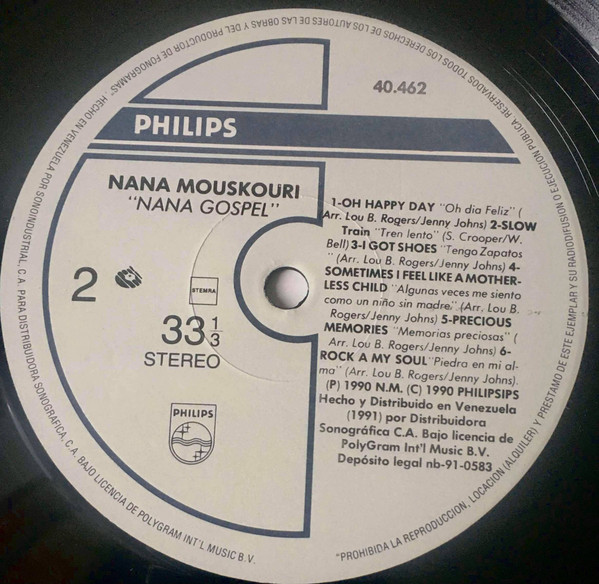 40.462
PHILIPS
NANA MOUSKOURI
"NANA GOSPEL"
2
STEMRA
33 1/3
STEREO
PHILIPS
1-OH HAPPY DAY "Oh dia Feliz" (
Arr. Lou B. Rogers/Jenny Johns) 2-SLOW
Train "Tren lento" (S. Crooper/W.
Bell) 3-I GOT SHOES "Tengo Zapatos
" (Arr. Lou B. Rogers/Jenny Johns) 4-
SOMETIMES I FEEL LIKE A MOTHER-
LESS CHILD "Algunas veces me siento
como un niño sin madre" (Arr. Lou B.
Rogers/Jenny Johns) 5-PRECIOUS
MEMORIES "Memorias preciosas" (
Arr. Lou B. Rogers/Jenny Johns) 6-
ROCK A MY SOUL "Piedra en mi al-
ma" (Arr. Lou B. Rogers/Jenny Johns).
(P) 1990 N.M. (C) 1990 PHILIPSIPS
Hecho y Distribuido en Venezuela
(1991) por Distribuidora
Sonográfica C.A. Bajo licencia de
PolyGram Int'l Music B.V.
Depósito legal nb-91-0583
"PROHIBIDA LA REPRODUCCION, LOCACION (ALQUILER) Y PRESTAMO DE ESTE EJEMPLAR Y SU RADIODIFUSION O EJECUCION PUBLICA RESERVADOS TODOS LOS DERECHOS DE LOS AUTORES DE LAS OBRAS Y DEL PRODUCTOR DE FONOGRAMAS". HECHO EN VENEZUELA POR SONOINDUSTRIAL, C.A. PARA DISTRIBUIDORA SONOGRAFICA, C.A. BAJO LICENCIA DE POLYGRAM INT'L MUSIC B.V.